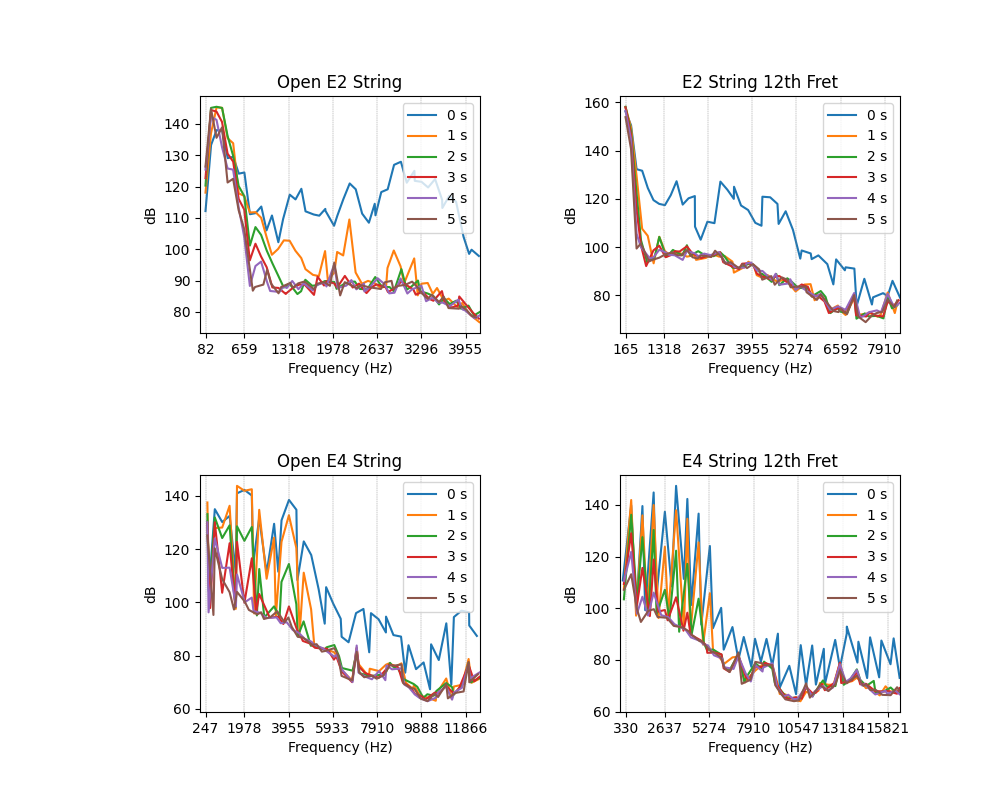 Open E2 String
140
130
120
110
100
90
80
dB
0 s
1 s
2 s
3 s
4 s
5 s
82 659 1318 1978 2637 3296 3955
Frequency (Hz)
E2 String 12th Fret
160
140
120
100
80
dB
0 s
1 s
2 s
3 s
4 s
5 s
165 1318 2637 3955 5274 6592 7910
Frequency (Hz)
Open E4 String
140
120
100
80
60
dB
0 s
1 s
2 s
3 s
4 s
5 s
247 1978 3955 5933 7910 9888 11866
Frequency (Hz)
E4 String 12th Fret
140
120
100
80
60
dB
0 s
1 s
2 s
3 s
4 s
5 s
330 2637 5274 7910 10547 13184 15821
Frequency (Hz)